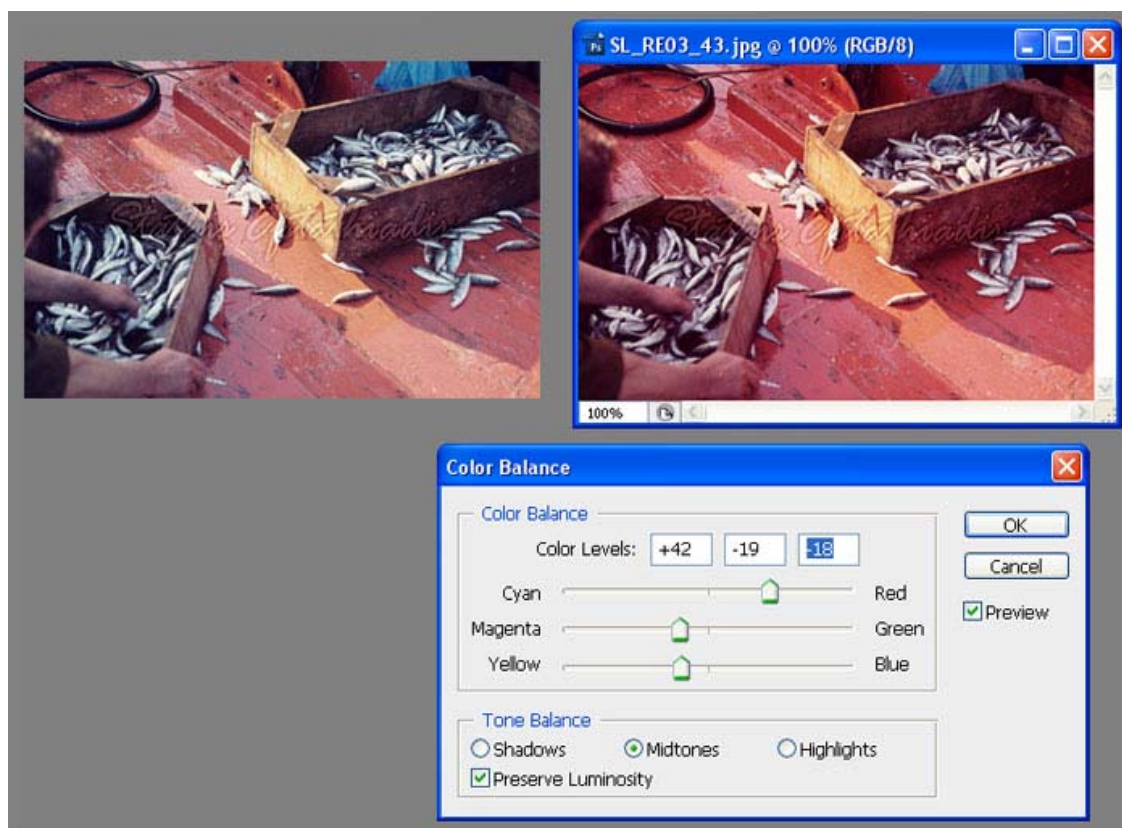 SL_RE03_43.jpg @ 100% (RGB/8)
100%
Color Balance
Color Balance
Color Levels: +42 -19 -18
Cyan Red
Magenta Green
Yellow Blue
Tone Balance
Shadows Midtones Highlights
Preserve Luminosity
OK
Cancel
Preview